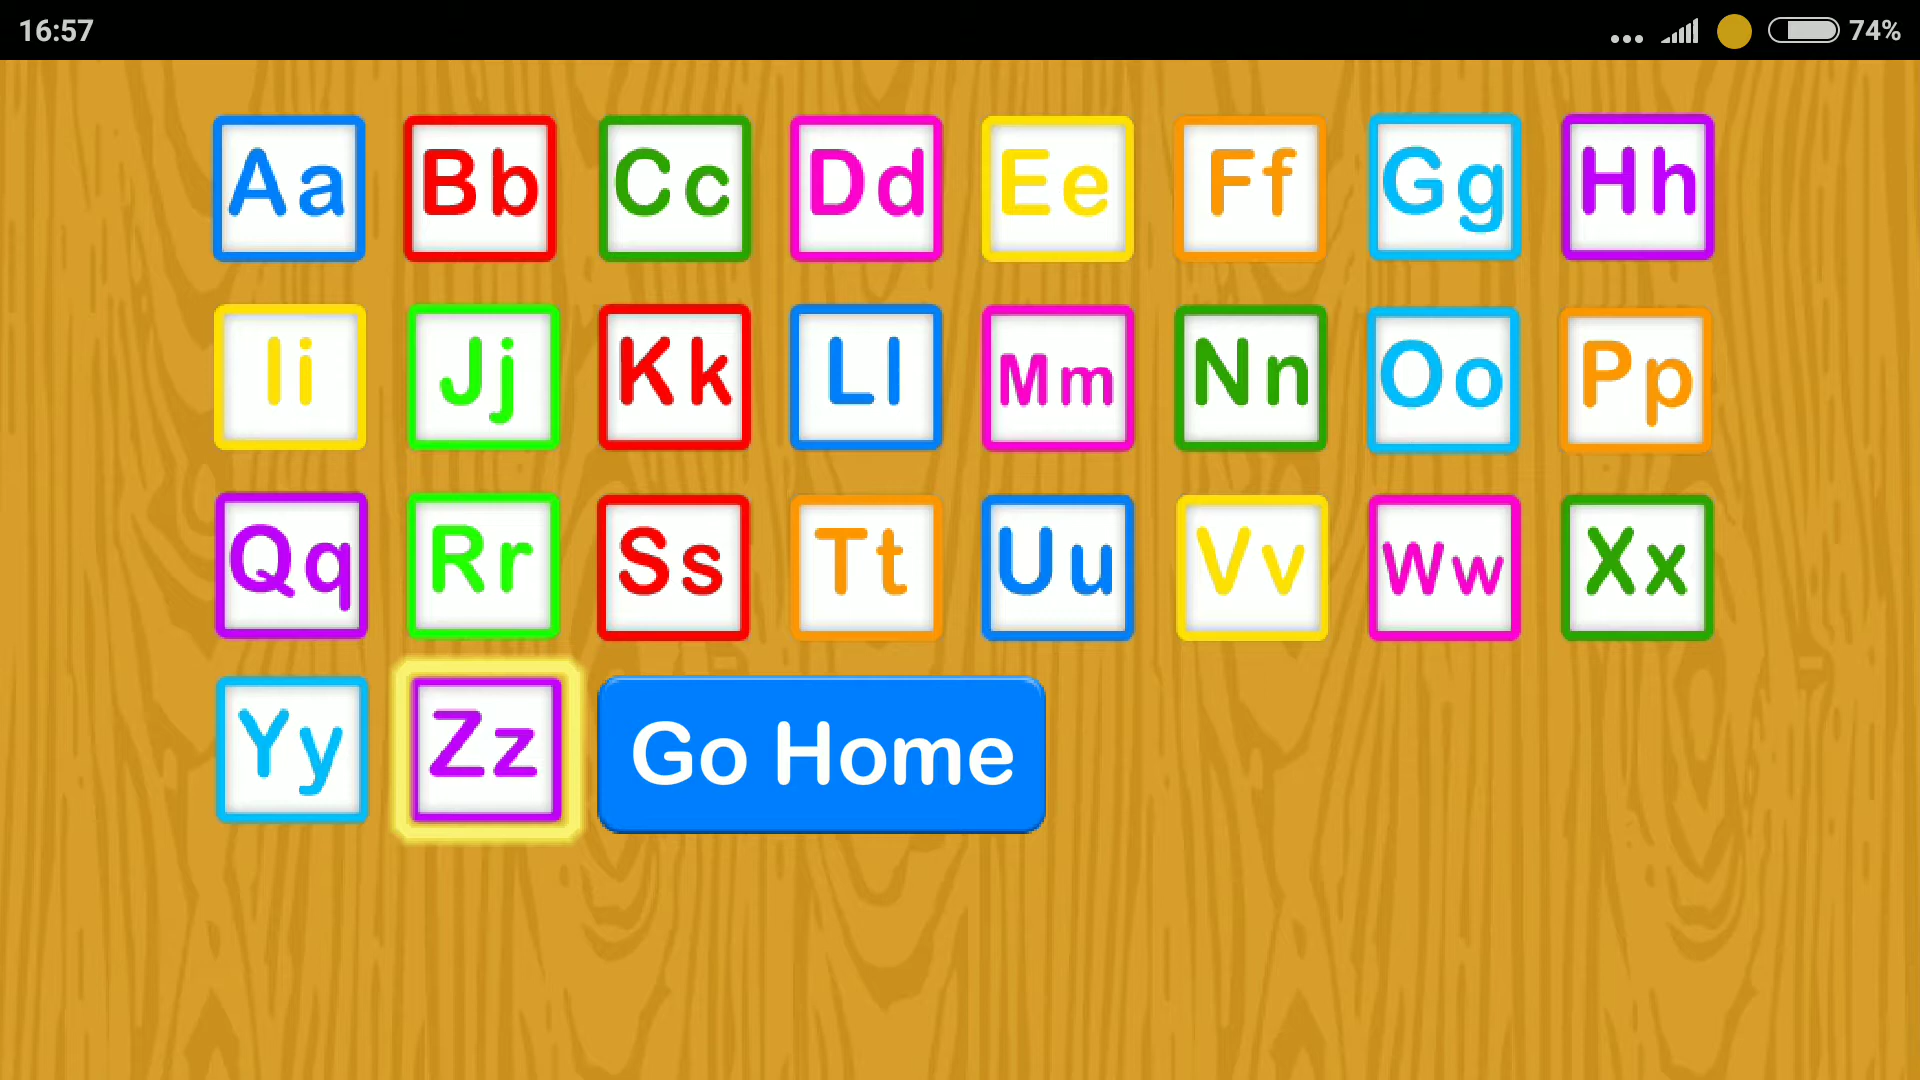 16:57 74%
Aa Bb Cc Dd Ee Ff Gg Hh
Ii Jj Kk Ll Mm Nn Oo Pp
Qq Rr Ss Tt Uu Vv Ww Xx
Yy Zz Go Home